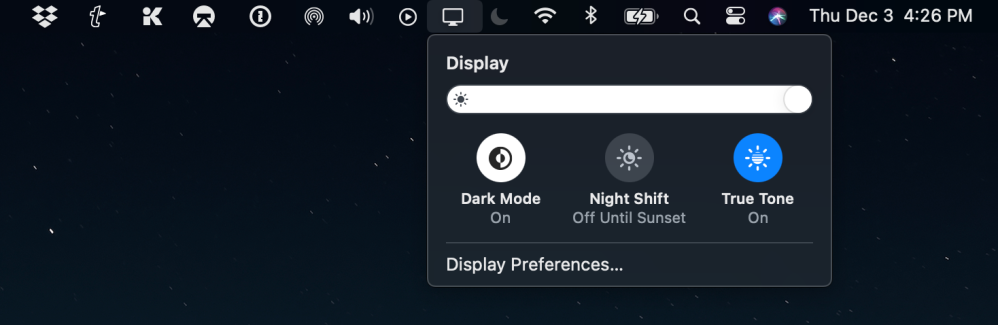 Thu Dec 3 4:26 PM
Display
Dark Mode
On
Night Shift
Off Until Sunset
True Tone
On
Display Preferences...